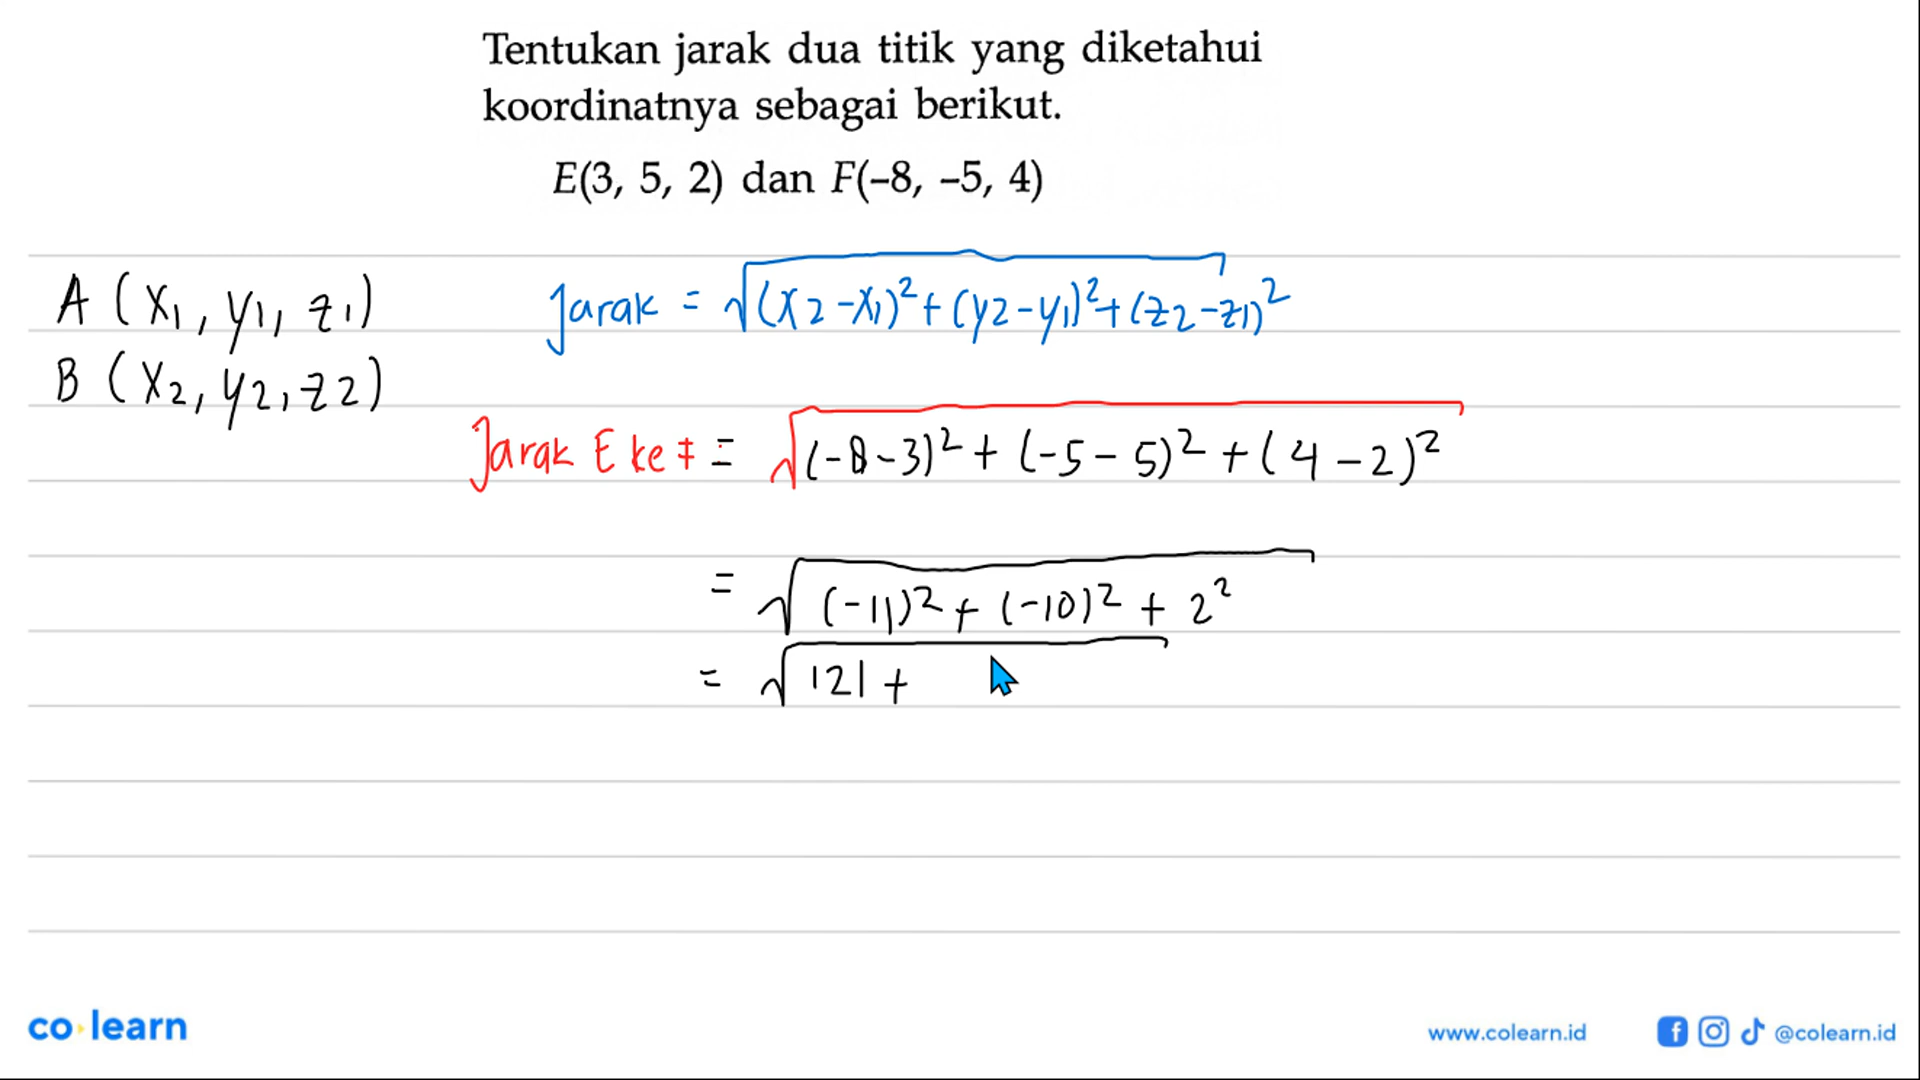 Tentukan jarak dua titik yang diketahui
koordinatnya sebagai berikut.
E(3, 5, 2) dan F(–8, –5, 4)
A (x₁, y₁, z₁)
B (x₂, y₂, z₂)
Jarak = √(x₂-x₁)² + (y₂-y₁)² + (z₂-z₁)²
Jarak E ke F = √(-8-3)² + (-5-5)² + (4-2)²
= √(-11)² + (-10)² + 2²
= √121 +
co learn
www.colearn.id
@colearn.id